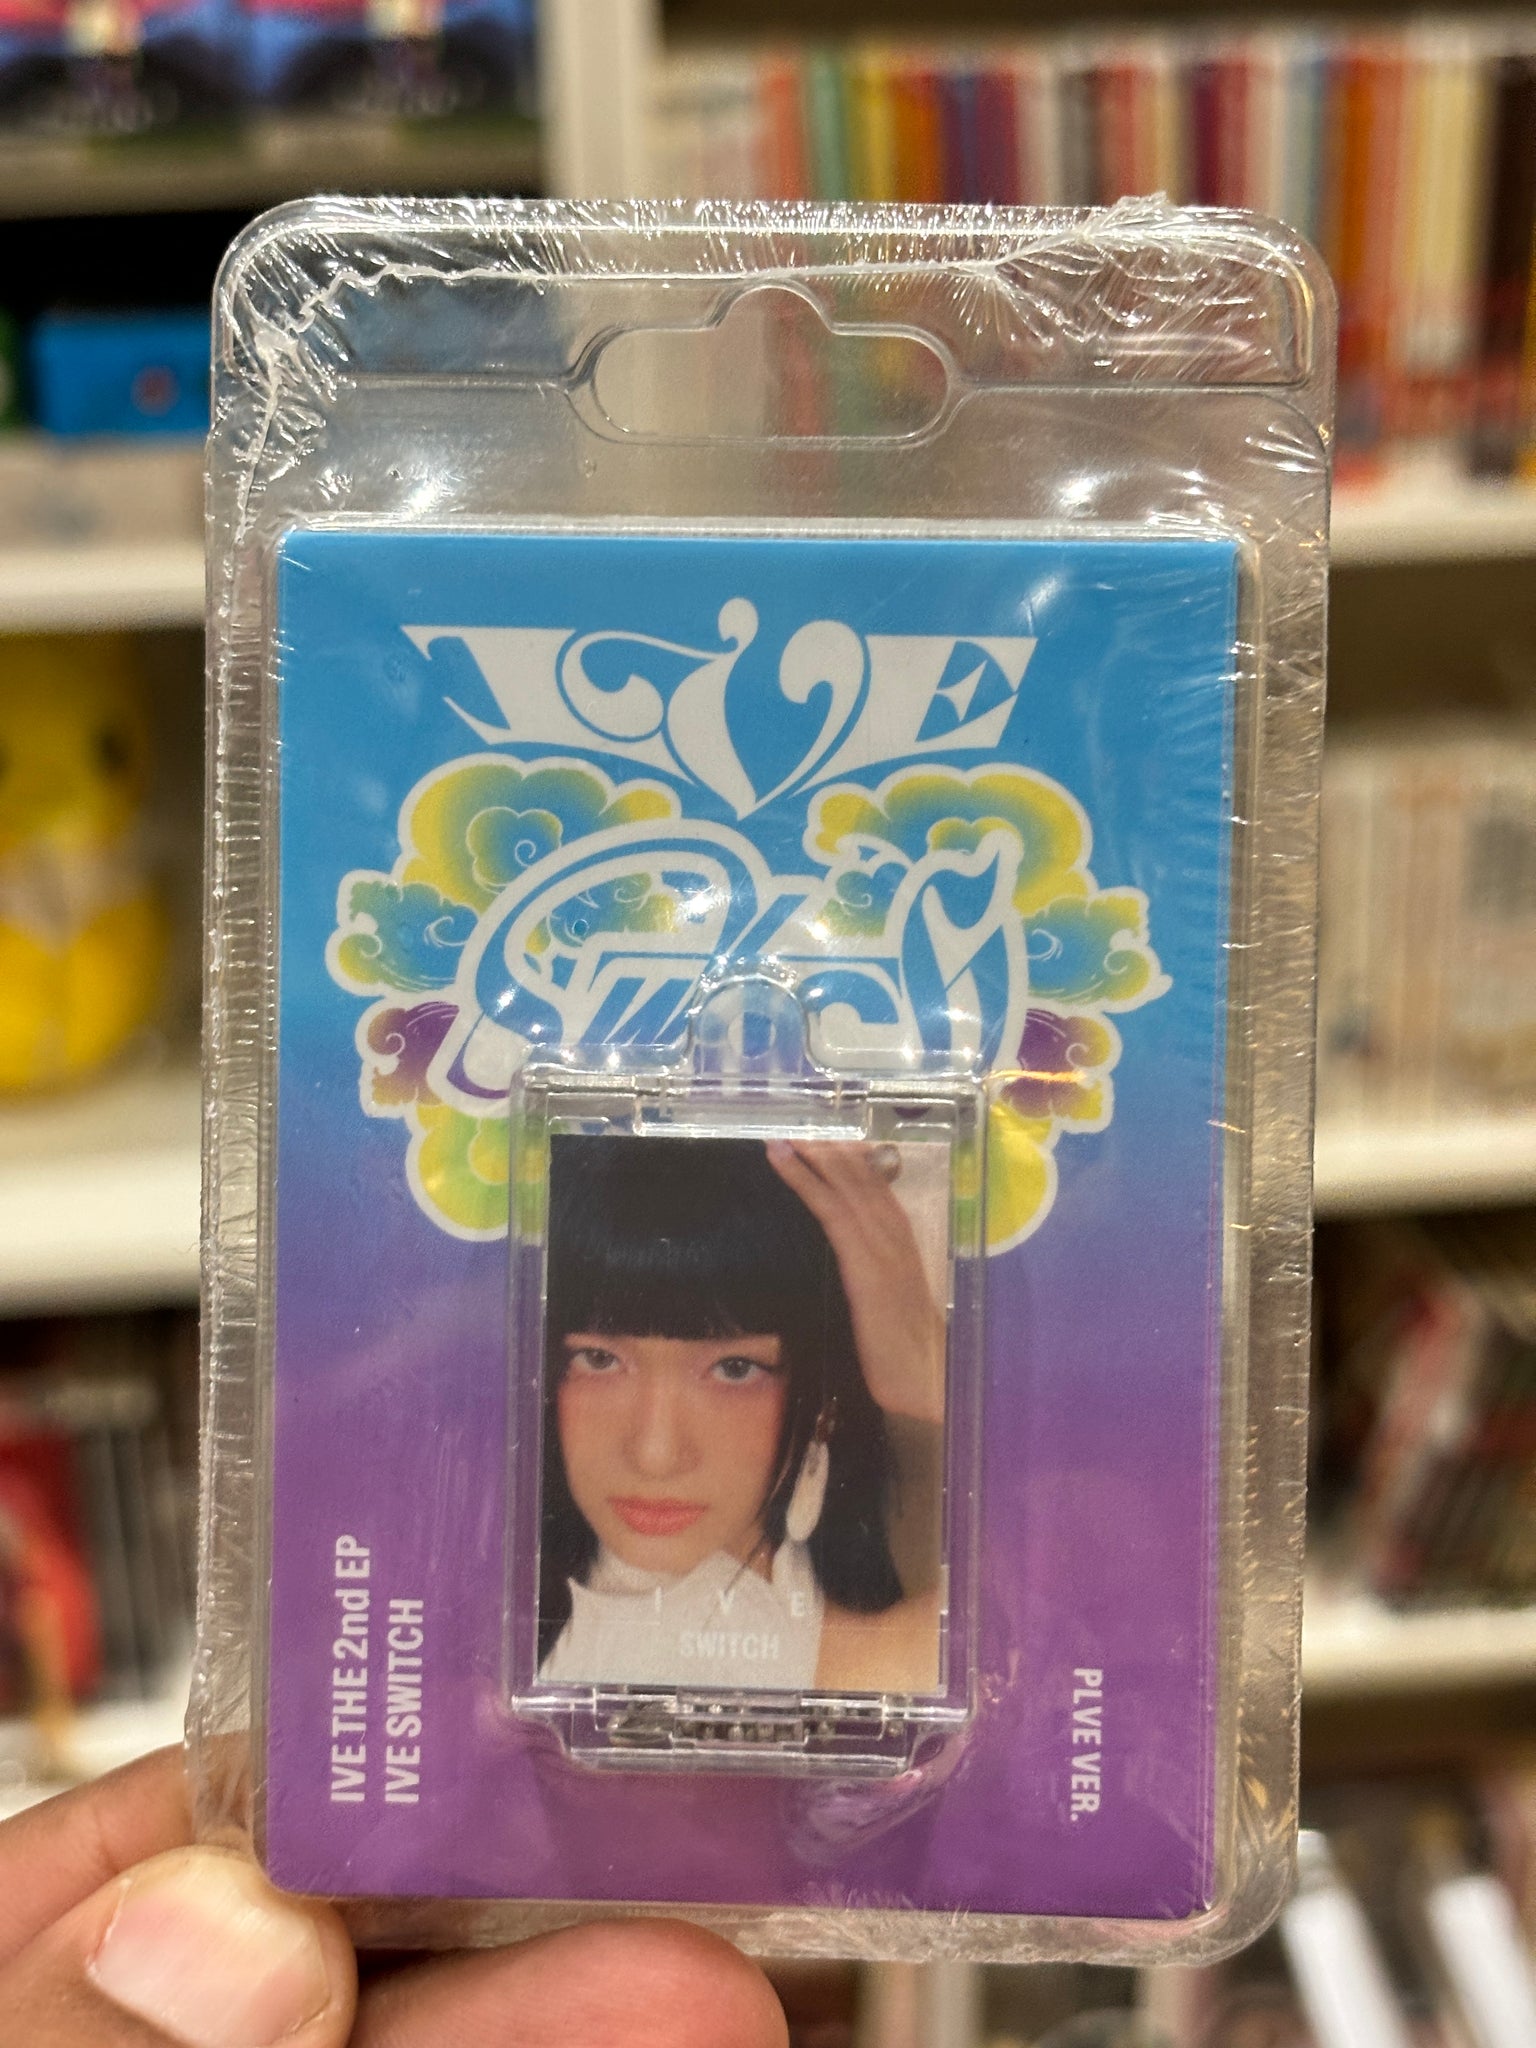 IVE
SWITCH
I V E
SWITCH
IVE THE 2nd EP
IVE SWITCH
PLVE VER.